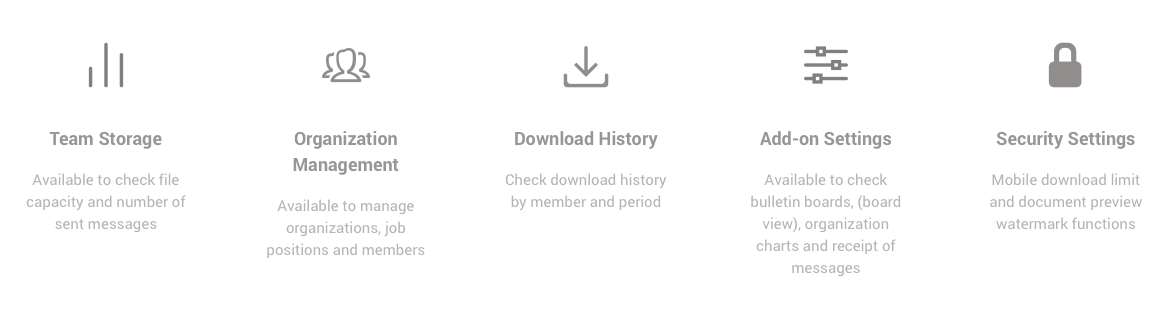 Team Storage
Available to check file
capacity and number of
sent messages
Organization
Management
Available to manage
organizations, job
positions and members
Download History
Check download history
by member and period
Add-on Settings
Available to check
bulletin boards, (board
view), organization
charts and receipt of
messages
Security Settings
Mobile download limit
and document preview
watermark functions